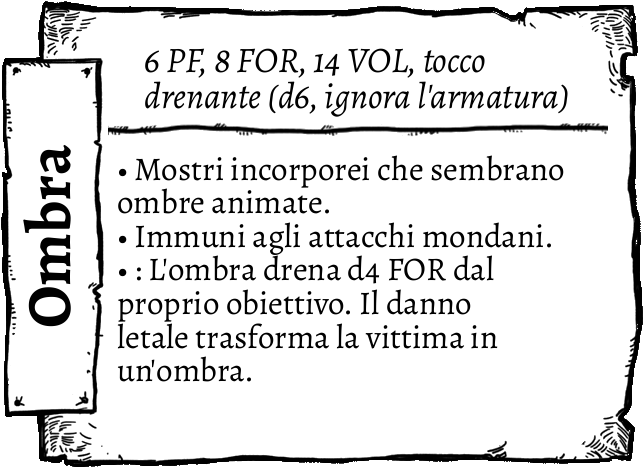 Ombra
6 PF, 8 FOR, 14 VOL, tocco
drenante (d6, ignora l'armatura)
• Mostri incorporei che sembrano
ombre animate.
• Immuni agli attacchi mondani.
• : L'ombra drena d4 FOR dal
proprio obiettivo. Il danno
letale trasforma la vittima in
un'ombra.